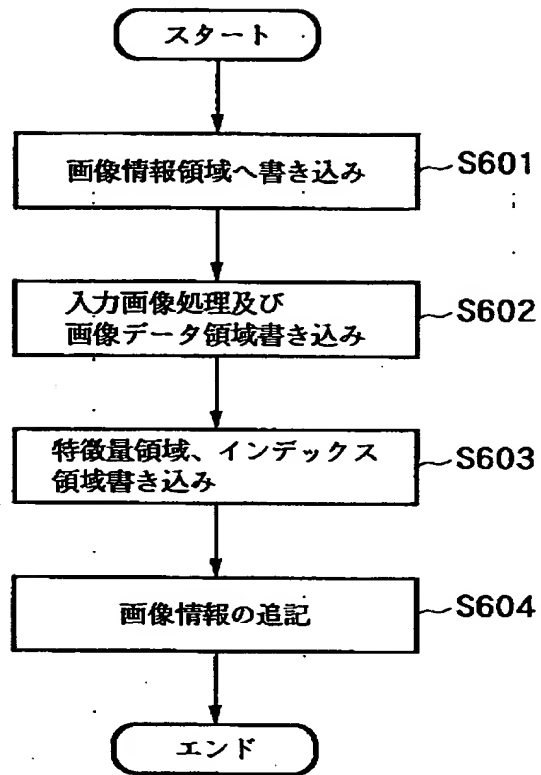 スタート
画像情報領域へ書き込み
S601
入力画像処理及び
画像データ領域書き込み
S602
特徴量領域、インデックス
領域書き込み
S603
画像情報の追記
S604
エンド